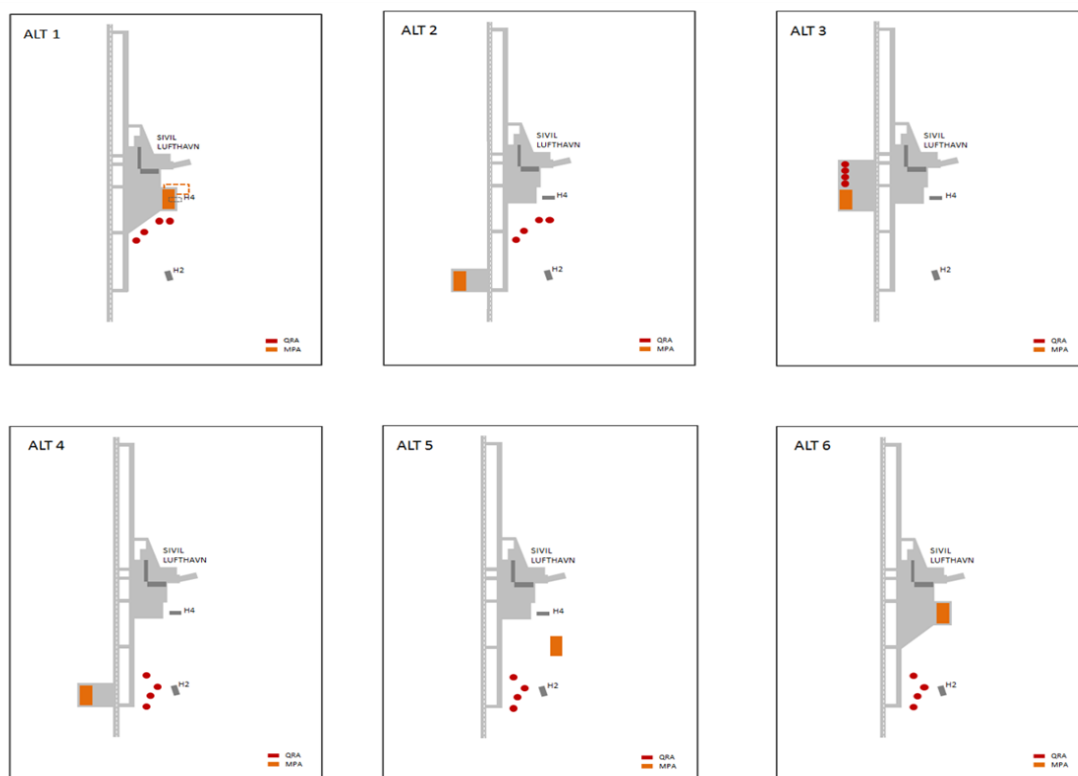 ALT 1
SIVIL
LUFTHAVN
H4
H2
QRA
MPA
ALT 2
SIVIL
LUFTHAVN
H4
H2
QRA
MPA
ALT 3
SIVIL
LUFTHAVN
H4
H2
QRA
MPA
ALT 4
SIVIL
LUFTHAVN
H4
H2
QRA
MPA
ALT 5
SIVIL
LUFTHAVN
H4
H2
QRA
MPA
ALT 6
SIVIL
LUFTHAVN
H2
QRA
MPA